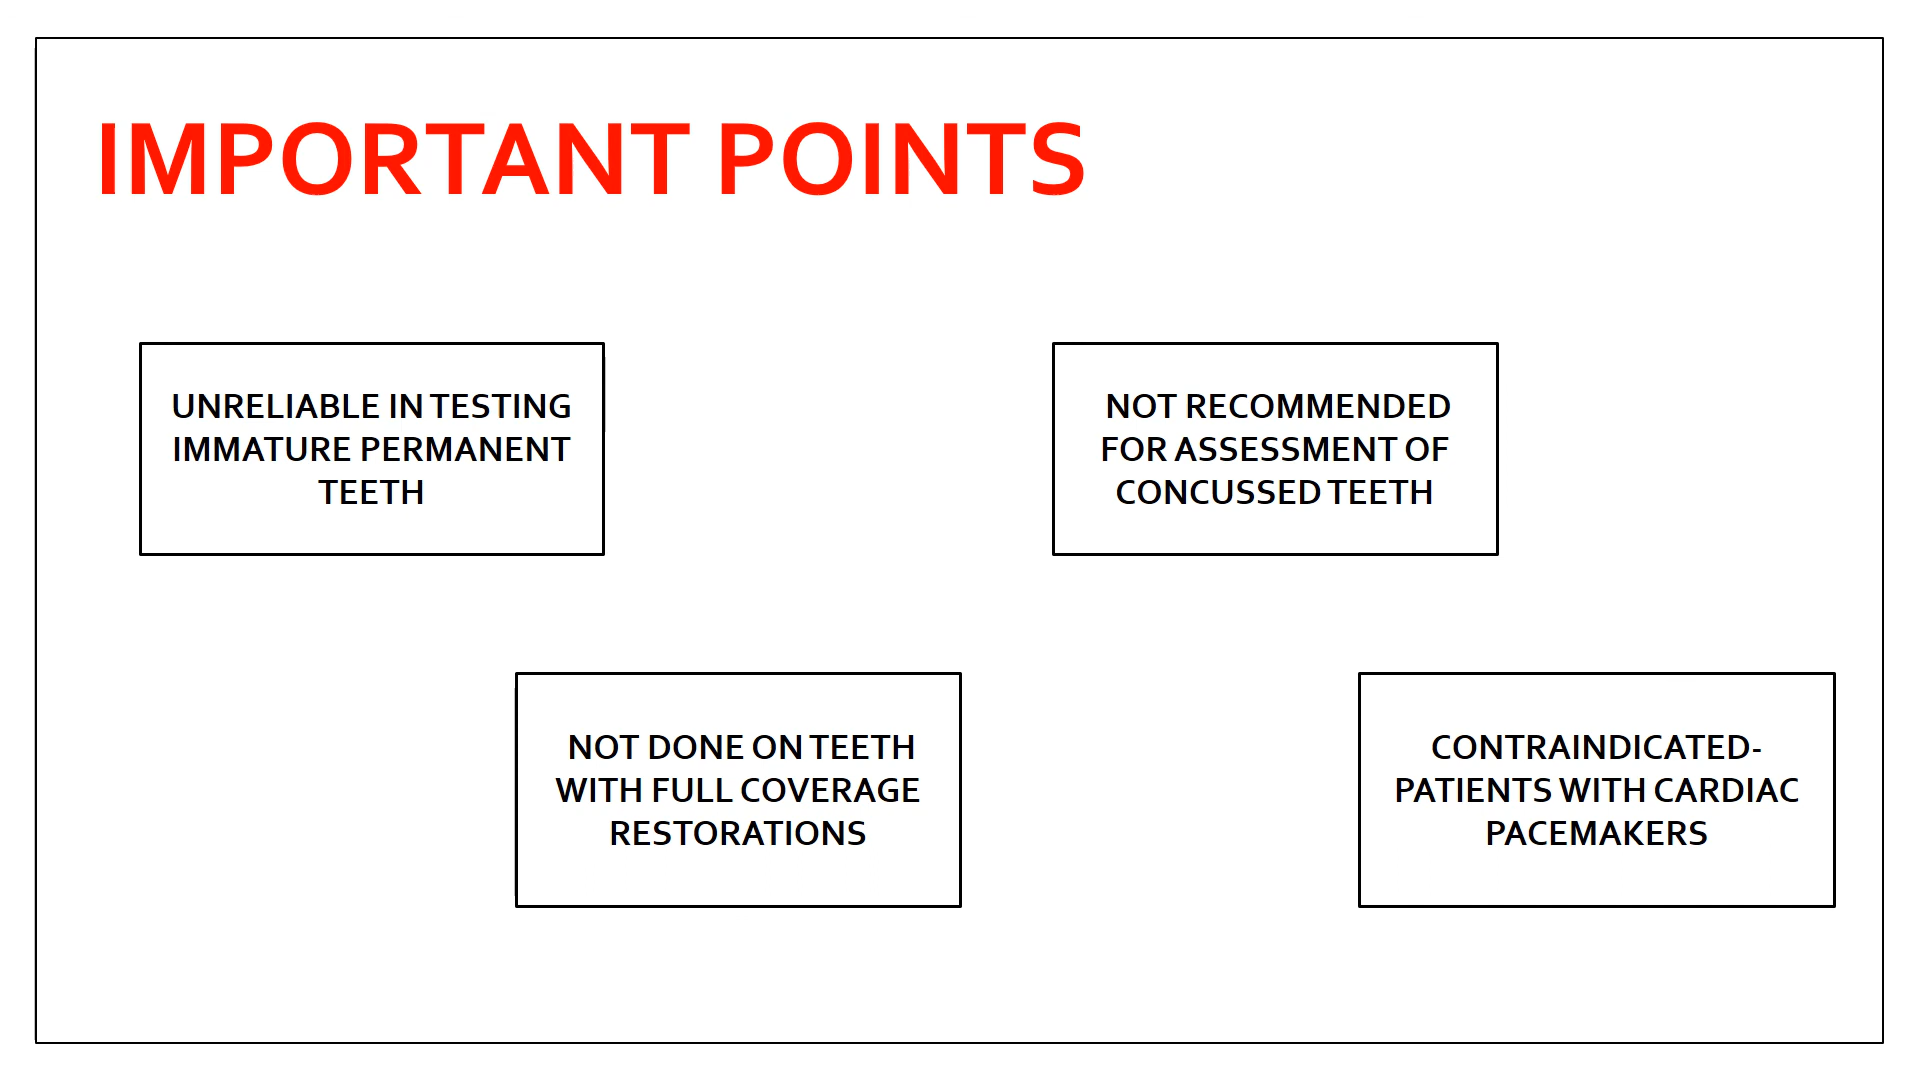 IMPORTANT POINTS
UNRELIABLE IN TESTING
IMMATURE PERMANENT
TEETH
NOT RECOMMENDED
FOR ASSESSMENT OF
CONCUSSED TEETH
NOT DONE ON TEETH
WITH FULL COVERAGE
RESTORATIONS
CONTRAINDICATED-
PATIENTS WITH CARDIAC
PACEMAKERS